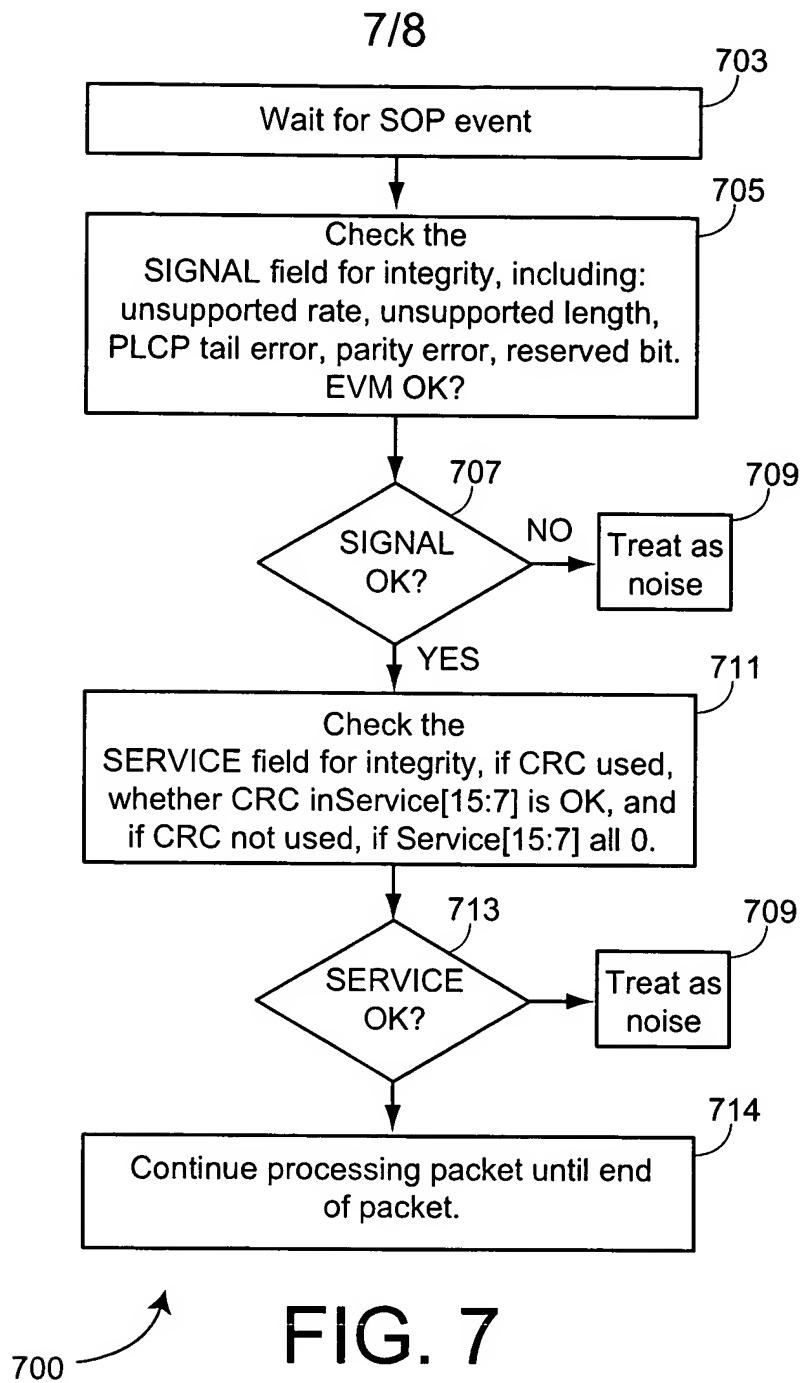 7/8
703
Wait for SOP event
705
Check the
SIGNAL field for integrity, including:
unsupported rate, unsupported length,
PLCP tail error, parity error, reserved bit.
EVM OK?
707
709
SIGNAL
OK?
NO
Treat as
noise
YES
711
Check the
SERVICE field for integrity, if CRC used,
whether CRC inService[15:7] is OK, and
if CRC not used, if Service[15:7] all 0.
713
709
SERVICE
OK?
Treat as
noise
714
Continue processing packet until end
of packet.
700
FIG. 7